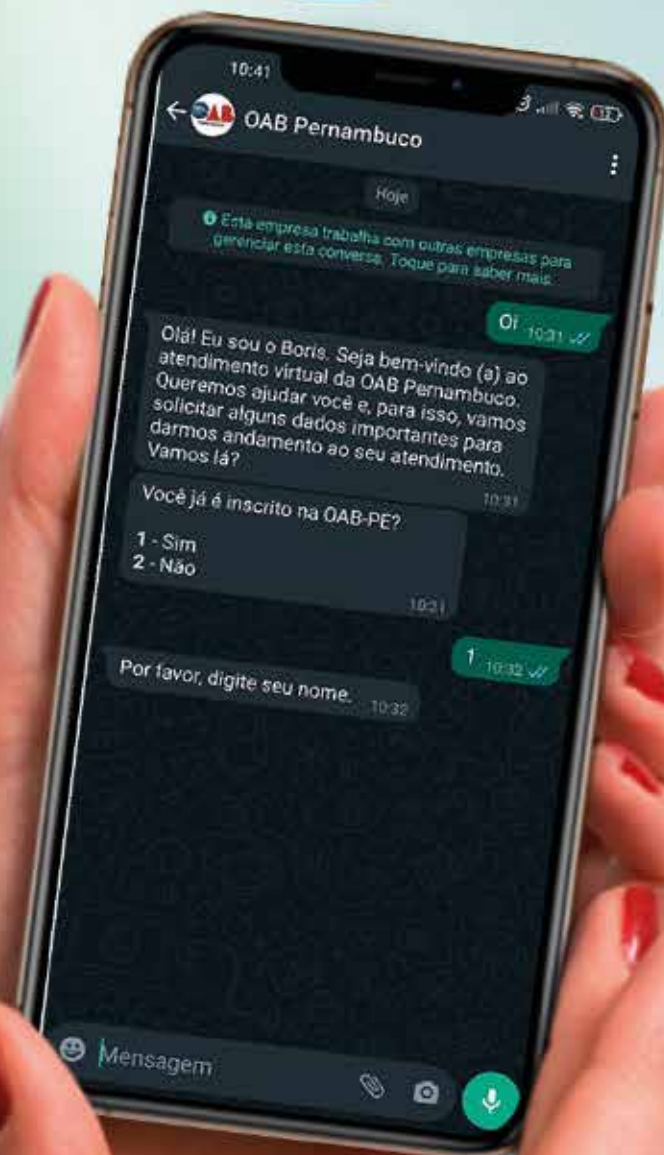 10:41
OAB
OAB Pernambuco
Hoje
Esta empresa trabalha com outras empresas para
gerenciar esta conversa. Toque para saber mais.
Oi 10:31
Olá! Eu sou o Boris. Seja bem-vindo (a) ao
atendimento virtual da OAB Pernambuco.
Queremos ajudar você e, para isso, vamos
solicitar alguns dados importantes para
darmos andamento ao seu atendimento.
Vamos lá?
10:31
Você já é inscrito na OAB-PE?
1 - Sim
2 - Não
10:31
1 10:32
Por favor, digite seu nome. 10:32
Mensagem